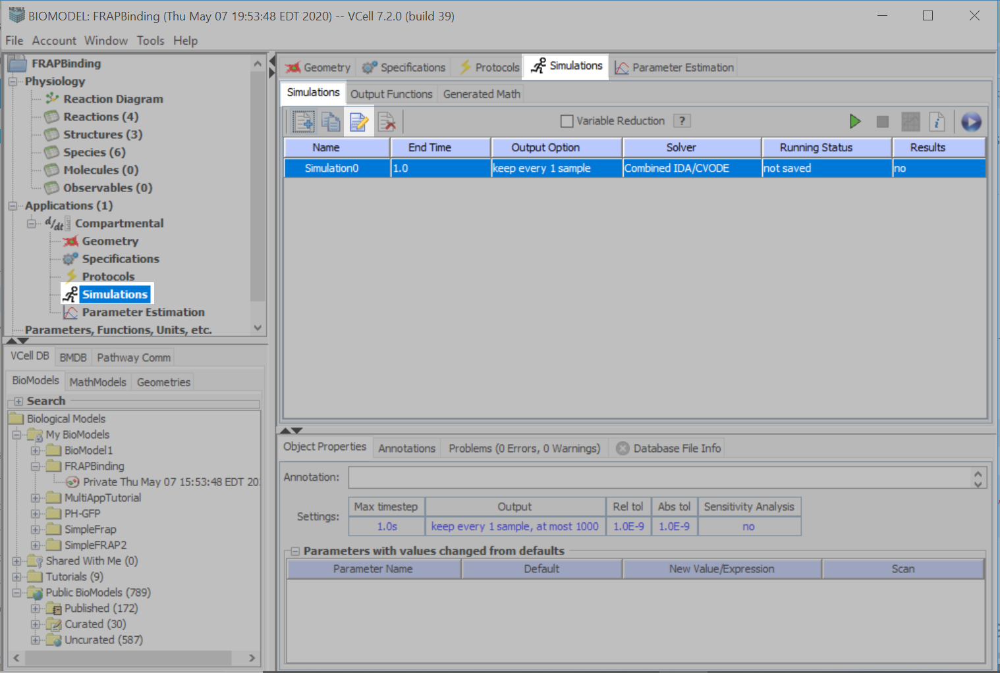 BIOMODEL: FRAPBinding (Thu May 07 19:53:48 EDT 2020) -- VCell 7.2.0 (build 39)
File Account Window Tools Help
FRAPBinding
Physiology
Reaction Diagram
Reactions (4)
Structures (3)
Species (6)
Molecules (0)
Observables (0)
Applications (1)
d/dt Compartmental
Geometry
Specifications
Protocols
Simulations
Parameter Estimation
Parameters, Functions, Units, etc.
VCell DB BMDB Pathway Comm
BioModels MathModels Geometries
Search
Biological Models
My BioModels
BioModel1
FRAPBinding
Private Thu May 07 15:53:48 EDT 20
MultiAppTutorial
PH-GFP
SimpleFrap
SimpleFRAP2
Shared With Me (0)
Tutorials (9)
Public BioModels (789)
Published (172)
Curated (30)
Uncurated (587)
Geometry Specifications Protocols Simulations Parameter Estimation
Simulations Output Functions Generated Math
Variable Reduction ?
Name End Time Output Option Solver Running Status Results
Simulation0 1.0 keep every 1 sample Combined IDA/CVODE not saved no
Object Properties Annotations Problems (0 Errors, 0 Warnings) Database File Info
Annotation:
Settings:
Max timestep Output Rel tol Abs tol Sensitivity Analysis
1.0s keep every 1 sample, at most 1000 1.0E-9 1.0E-9 no
Parameters with values changed from defaults
Parameter Name Default New Value/Expression Scan